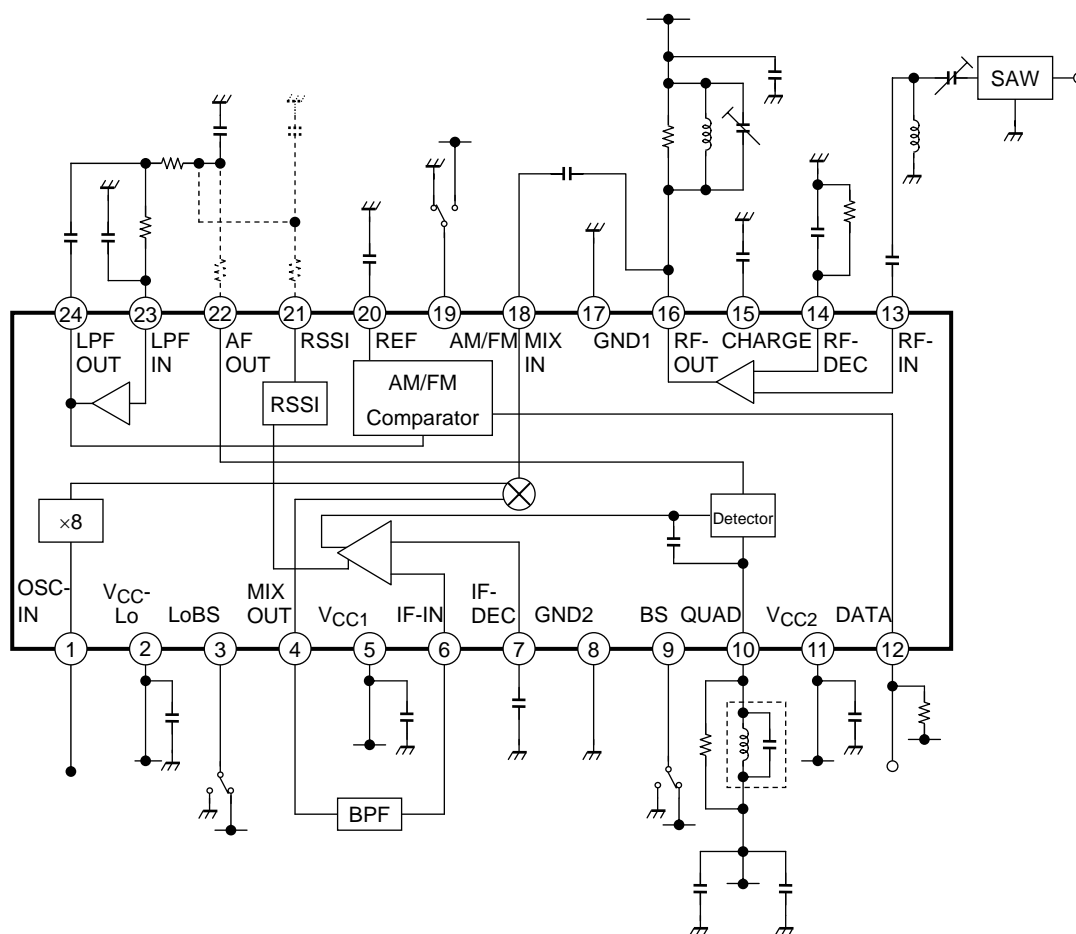 SAW
24
23
22
21
20
19
18
17
16
15
14
13
LPF
OUT
LPF
IN
AF
OUT
RSSI
REF
AM/FM
MIX
IN
GND1
RF-
OUT
CHARGE
RF-
DEC
RF-
IN
RSSI
AM/FM
Comparator
×8
Detector
OSC-
IN
VCC-
Lo
LoBS
MIX
OUT
VCC1
IF-IN
IF-
DEC
GND2
BS
QUAD
VCC2
DATA
1
2
3
4
5
6
7
8
9
10
11
12
BPF